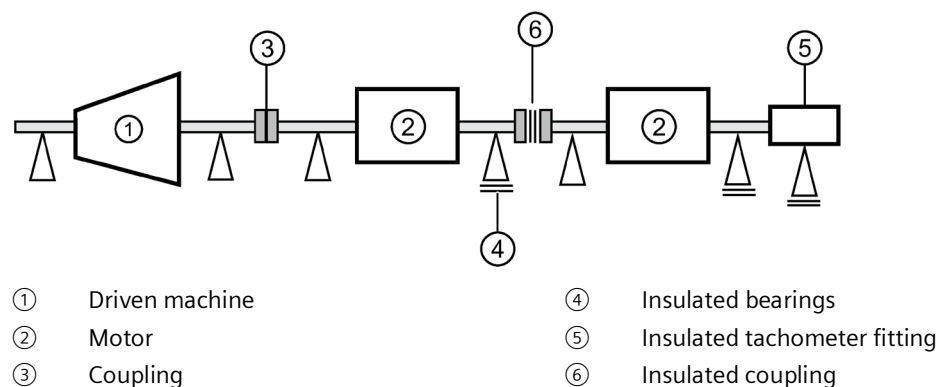 ③ ⑥ ⑤
① ② ②
④
① Driven machine ④ Insulated bearings
② Motor ⑤ Insulated tachometer fitting
③ Coupling ⑥ Insulated coupling